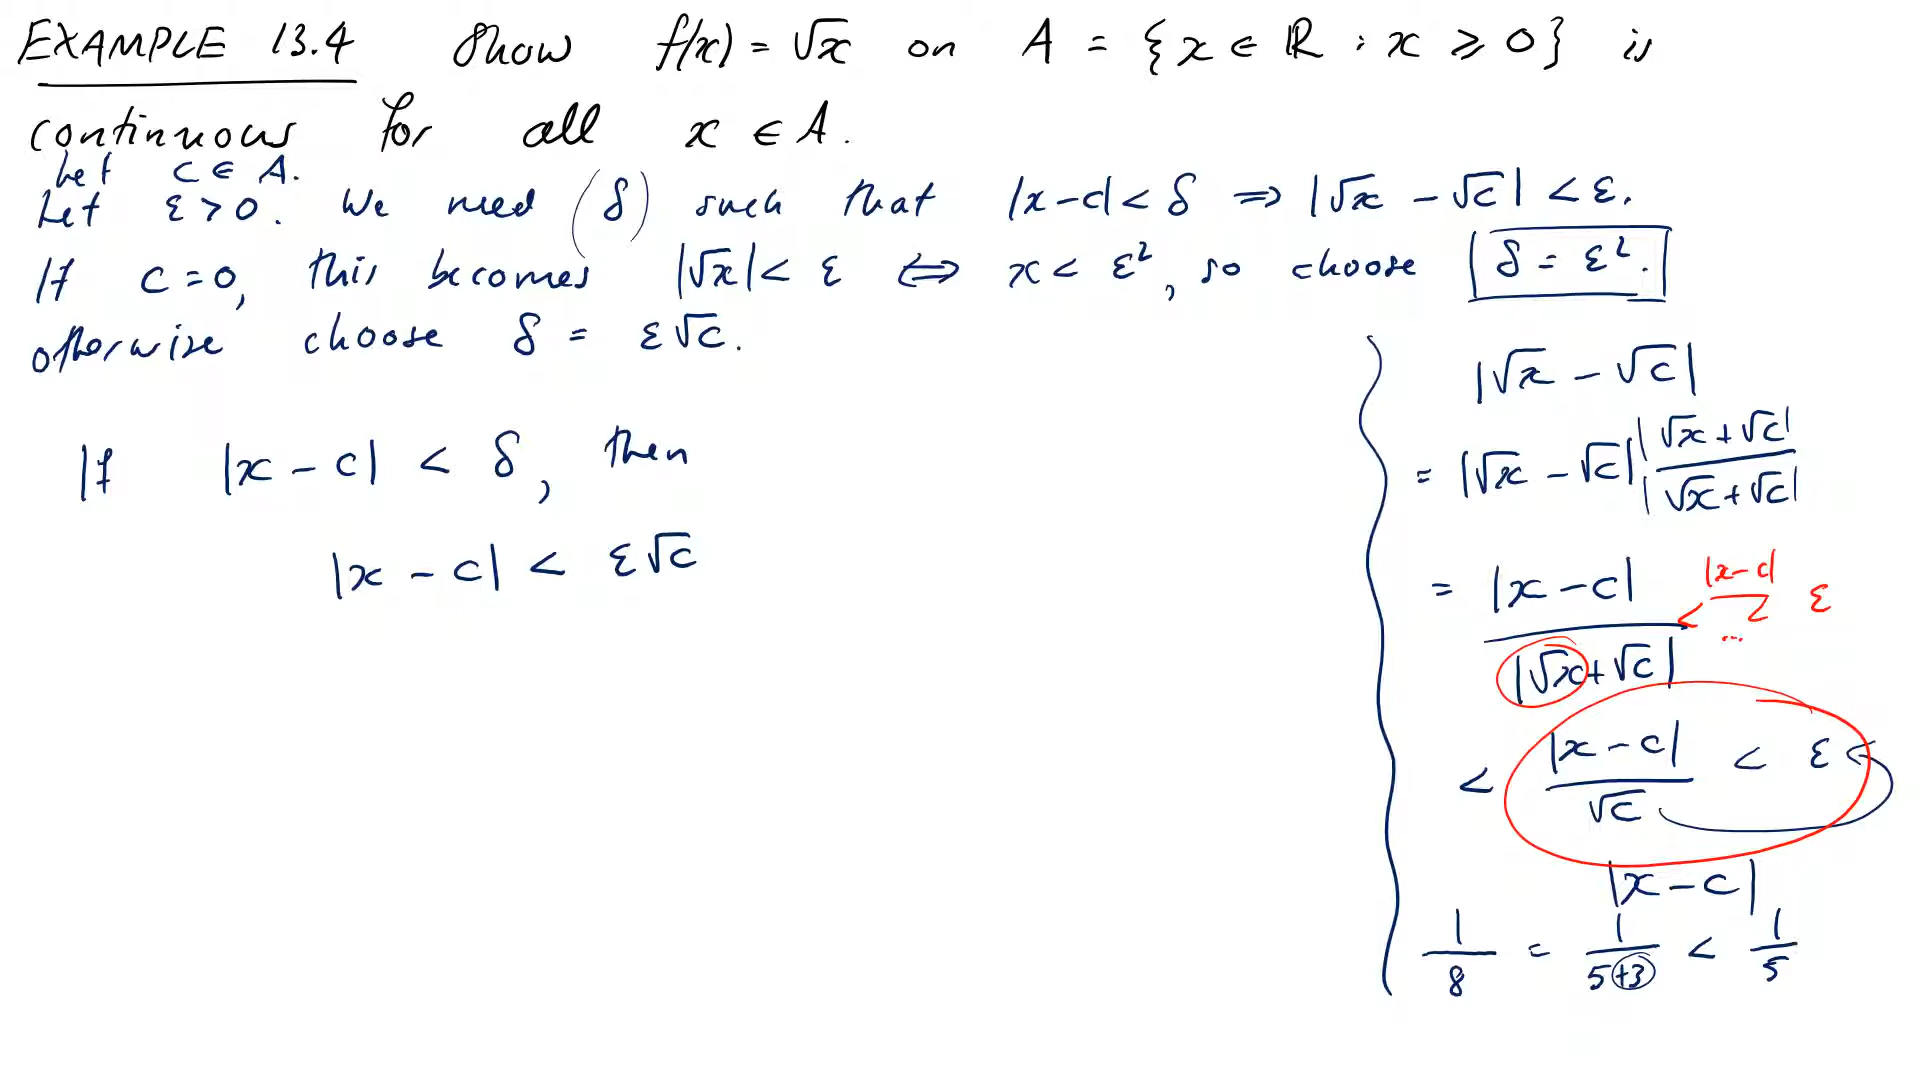 EXAMPLE 13.4 Show f(x) = √x on A = {x ∈ ℝ : x ≥ 0} is
continuous for all x ∈ A.
Let c ∈ A.
Let ε > 0. We need (δ) such that |x-c| < δ ⇒ |√x - √c| < ε.
If c = 0, this becomes |√x| < ε ⇔ x < ε², so choose |δ = ε².|
otherwise choose δ = ε√c.
If |x - c| < δ, then
|x - c| < ε√c
|√x - √c|
= |√x - √c| |√x + √c| / |√x + √c|
= |x - c| / |√x + √c| < |x - c| / 2 ε
...
< |x - c| / √c < ε
|x - c|
1/8 = 1/(5+3) < 1/5